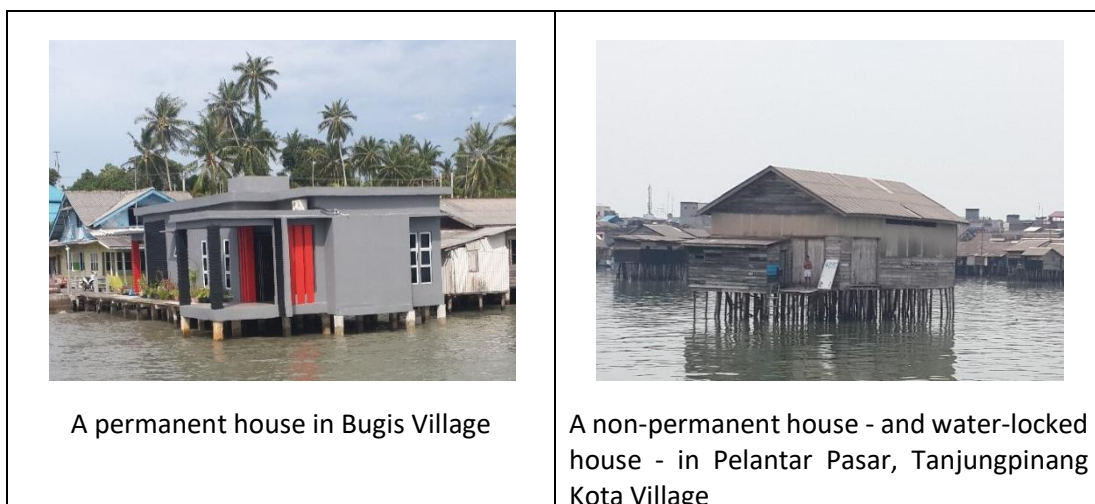 A permanent house in Bugis Village
A non-permanent house - and water-locked
house - in Pelantar Pasar, Tanjungpinang
Kota Village